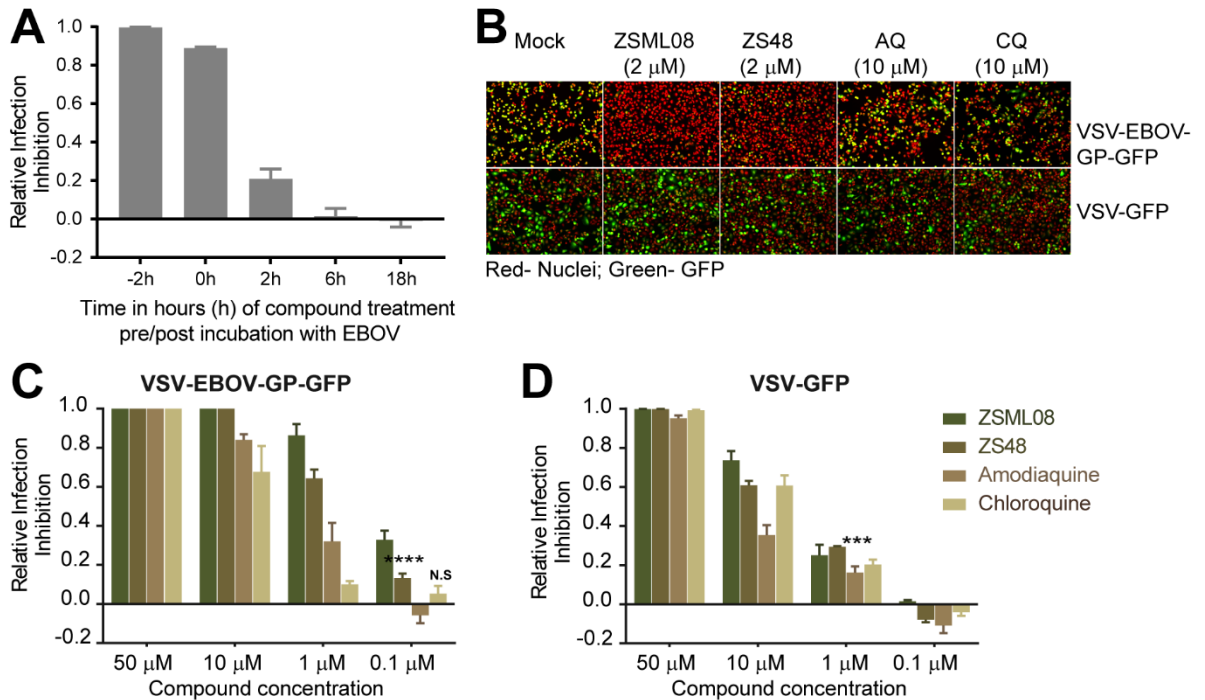 A
Relative Infection
Inhibition
1.0
0.8
0.6
0.4
0.2
0.0
-0.2
-2h 0h 2h 6h 18h
Time in hours (h) of compound treatment
pre/post incubation with EBOV
B
Mock ZSML08 ZS48 AQ CQ
(2 µM) (2 µM) (10 µM) (10 µM)
VSV-EBOV-
GP-GFP
VSV-GFP
Red- Nuclei; Green- GFP
C
VSV-EBOV-GP-GFP
Relative Infection
Inhibition
1.0
0.8
0.6
0.4
0.2
0.0
-0.2
****
N.S
50 µM 10 µM 1 µM 0.1 µM
Compound concentration
D
VSV-GFP
Relative Infection
Inhibition
1.0
0.8
0.6
0.4
0.2
0.0
-0.2
***
50 µM 10 µM 1 µM 0.1 µM
Compound concentration
ZSML08
ZS48
Amodiaquine
Chloroquine